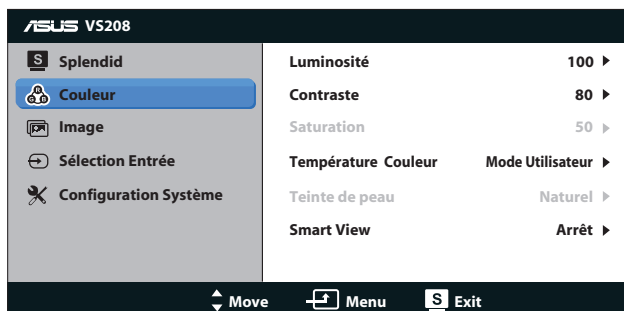 ASUS VS208
S Splendid
Couleur
Image
Sélection Entrée
Configuration Système
Luminosité 100
Contraste 80
Saturation 50
Température Couleur Mode Utilisateur
Teinte de peau Naturel
Smart View Arrêt
Move Menu S Exit